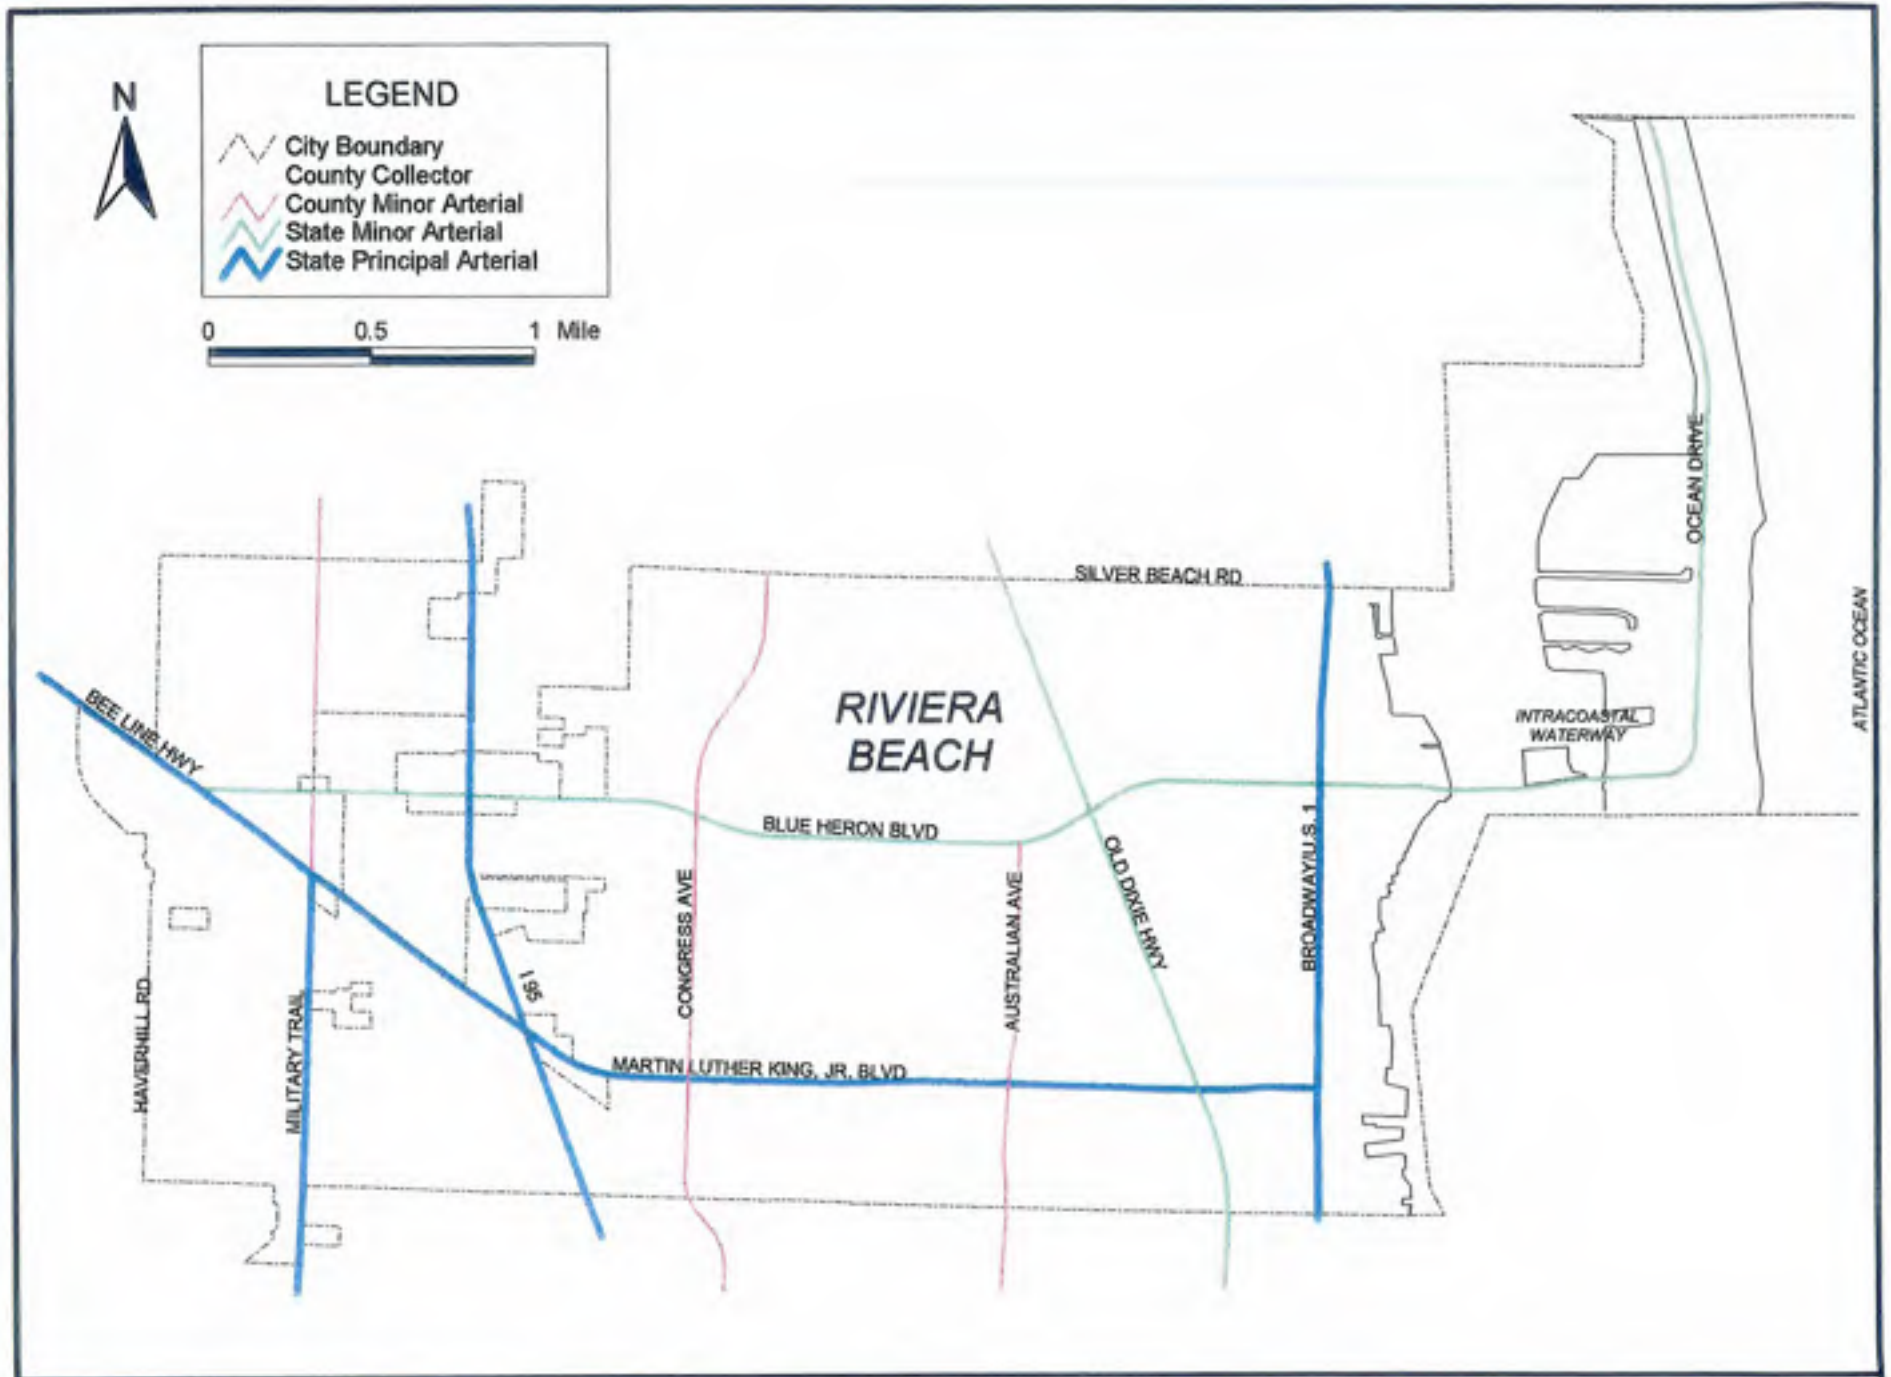 N
LEGEND
City Boundary
County Collector
County Minor Arterial
State Minor Arterial
State Principal Arterial
0 0.5 1 Mile
OCEAN DRIVE
SILVER BEACH RD
ATLANTIC OCEAN
BEE LINE HWY
RIVIERA
BEACH
INTRACOASTAL
WATERWAY
BLUE HERON BLVD
OLD DIXIE HWY
BROADWAY/U.S. 1
CONGRESS AVE
AUSTRALIAN AVE
I 95
HAVERHILL RD
MILITARY TRAIL
MARTIN LUTHER KING, JR. BLVD